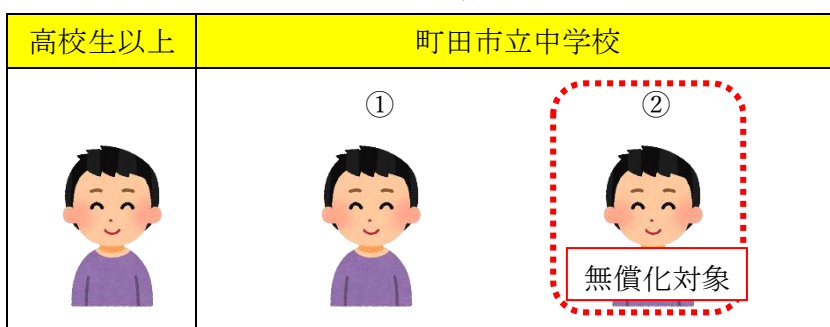 高校生以上
町田市立中学校
①
②
無償化対象